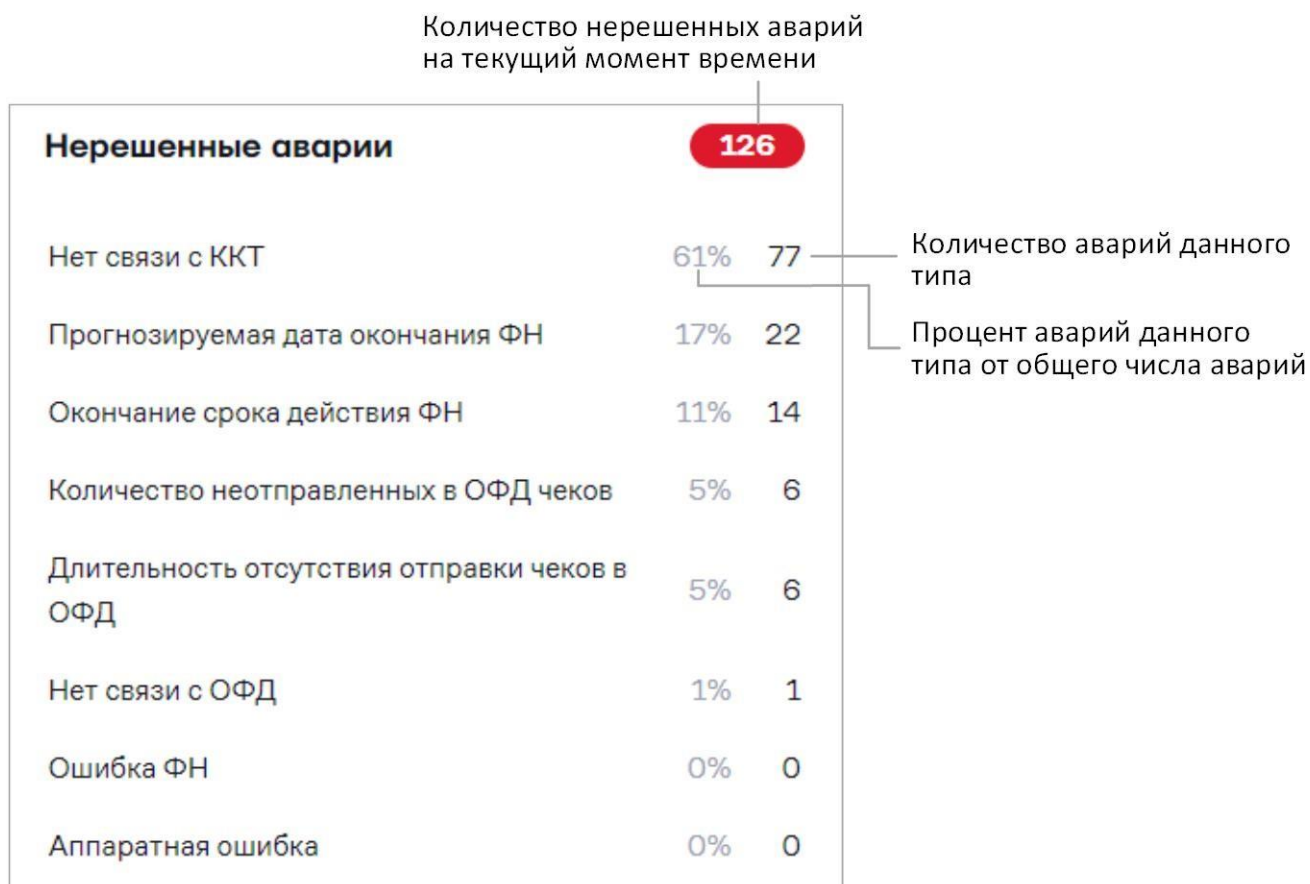 Количество нерешенных аварий
на текущий момент времени
Нерешенные аварии 126
Нет связи с ККТ 61% 77
Количество аварий данного
типа
Прогнозируемая дата окончания ФН 17% 22
Процент аварий данного
типа от общего числа аварий
Окончание срока действия ФН 11% 14
Количество неотправленных в ОФД чеков 5% 6
Длительность отсутствия отправки чеков в
ОФД 5% 6
Нет связи с ОФД 1% 1
Ошибка ФН 0% 0
Аппаратная ошибка 0% 0